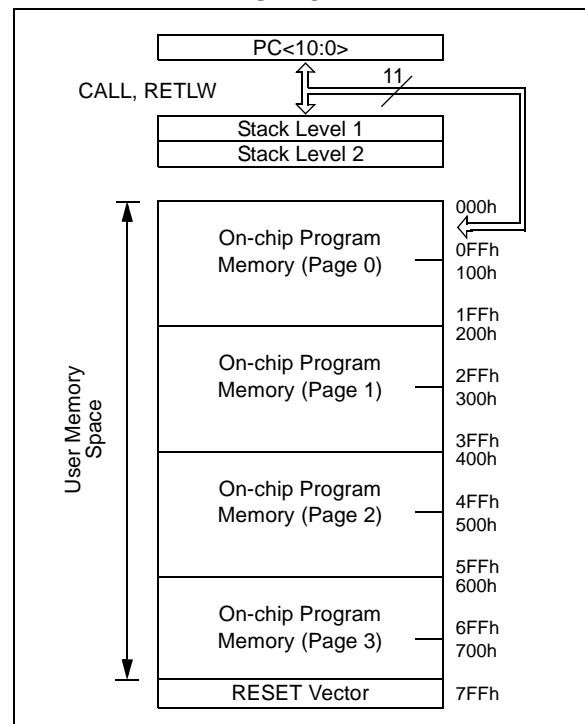 PC<10:0>
CALL, RETLW
11
Stack Level 1
Stack Level 2
User Memory
Space
On-chip Program
Memory (Page 0)
000h
0FFh
100h
1FFh
200h
On-chip Program
Memory (Page 1)
2FFh
300h
3FFh
400h
On-chip Program
Memory (Page 2)
4FFh
500h
5FFh
600h
On-chip Program
Memory (Page 3)
6FFh
700h
RESET Vector
7FFh